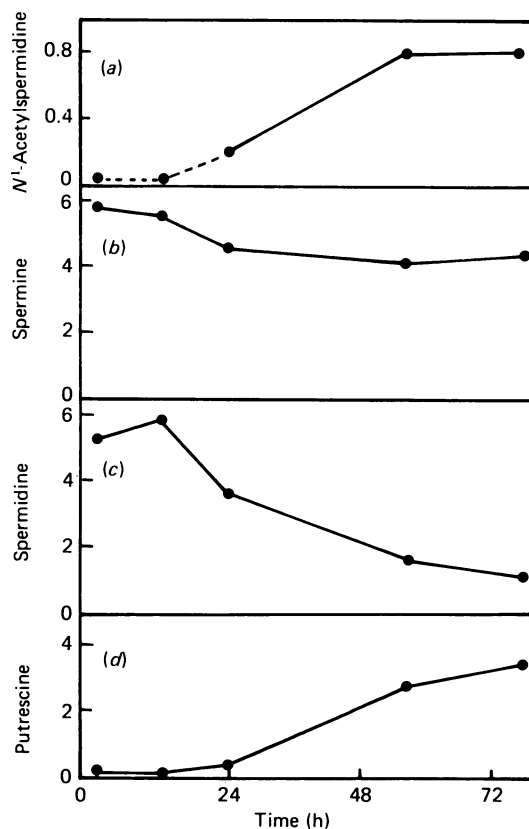 N¹-Acetylspermidine
0.8
0.4
0
(a)
Spermine
6
4
2
0
(b)
Spermidine
6
4
2
0
(c)
Putrescine
4
2
0
(d)
0 24 48 72
Time (h)